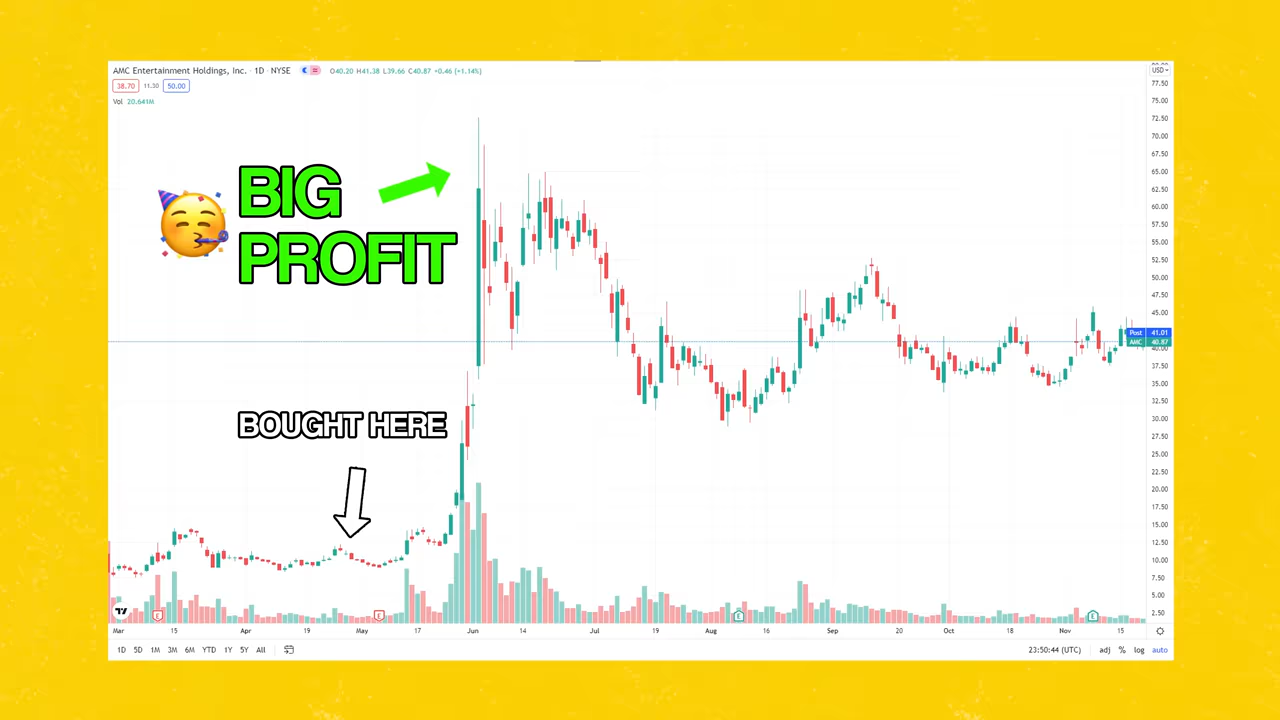 AMC Entertainment Holdings, Inc. · 1D · NYSE O40.20 H41.38 L39.66 C40.87 +0.46 (+1.14%)
38.70 11.30 50.00
Vol 20.641M
BIG
PROFIT
BOUGHT HERE
USD
77.50
75.00
72.50
70.00
67.50
65.00
62.50
60.00
57.50
55.00
52.50
50.00
47.50
45.00
Post 41.01
AMC 40.87
40.00
37.50
35.00
32.50
30.00
27.50
25.00
22.50
20.00
17.50
15.00
12.50
10.00
7.50
5.00
2.50
E E E E
Mar 15 Apr 19 May 17 Jun 14 Jul 19 Aug 16 Sep 20 Oct 18 Nov 15
1D 5D 1M 3M 6M YTD 1Y 5Y All 23:50:44 (UTC) adj % log auto